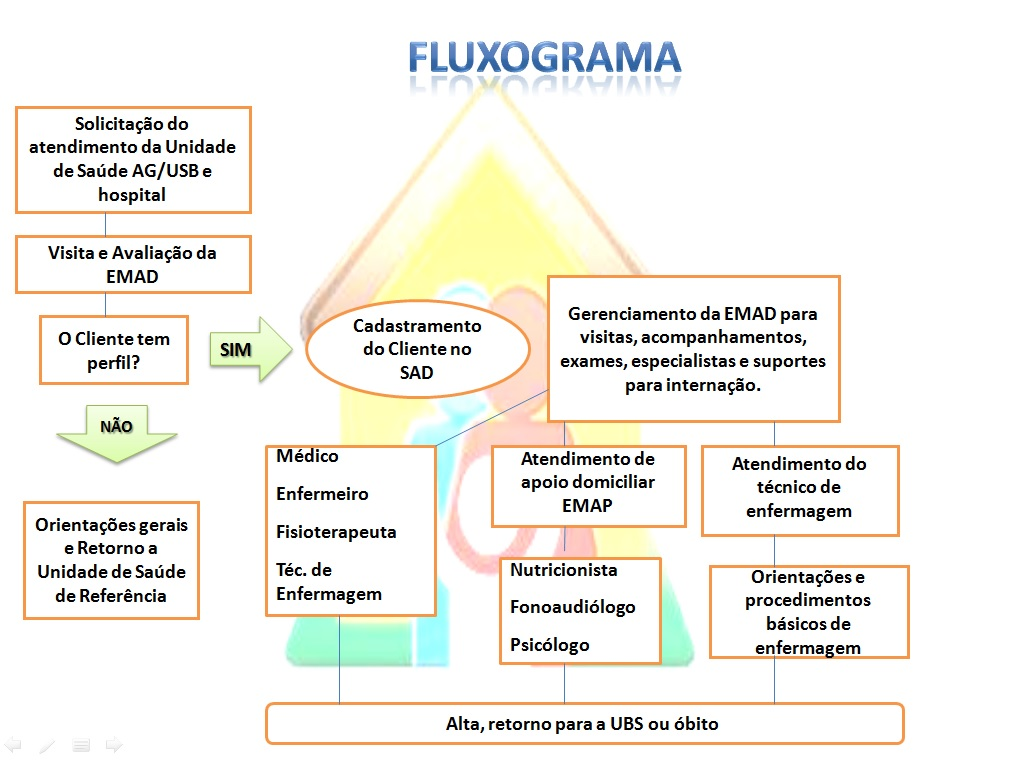 FLUXOGRAMA
Solicitação do
atendimento da Unidade
de Saúde AG/USB e
hospital
Visita e Avaliação da
EMAD
O Cliente tem
perfil?
SIM
Cadastramento
do Cliente no
SAD
Gerenciamento da EMAD para
visitas, acompanhamentos,
exames, especialistas e suportes
para internação.
NÃO
Orientações gerais
e Retorno a
Unidade de Saúde
de Referência
Médico
Enfermeiro
Fisioterapeuta
Téc. de
Enfermagem
Atendimento de
apoio domiciliar
EMAP
Nutricionista
Fonoaudiólogo
Psicólogo
Atendimento do
técnico de
enfermagem
Orientações e
procedimentos
básicos de
enfermagem
Alta, retorno para a UBS ou óbito